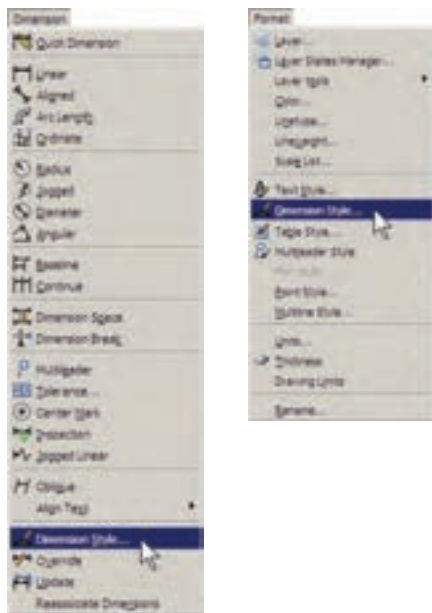 Dimension
Quick Dimension
Linear
Aligned
Arc Length
Ordinate
Radius
Jogged
Diameter
Angular
Baseline
Continue
Dimension Space
Dimension Break
Multileader
Tolerance...
Center Mark
Inspection
Jogged Linear
Oblique
Align Text
Dimension Style...
Override
Update
Reassociate Dimensions
Format
Layer...
Layer States Manager...
Layer tools
Color...
Linetype...
Lineweight...
Scale List...
Text Style...
Dimension Style...
Table Style...
Multileader Style
Point Style...
Multiline Style...
Units...
Thickness
Drawing Limits
Rename...